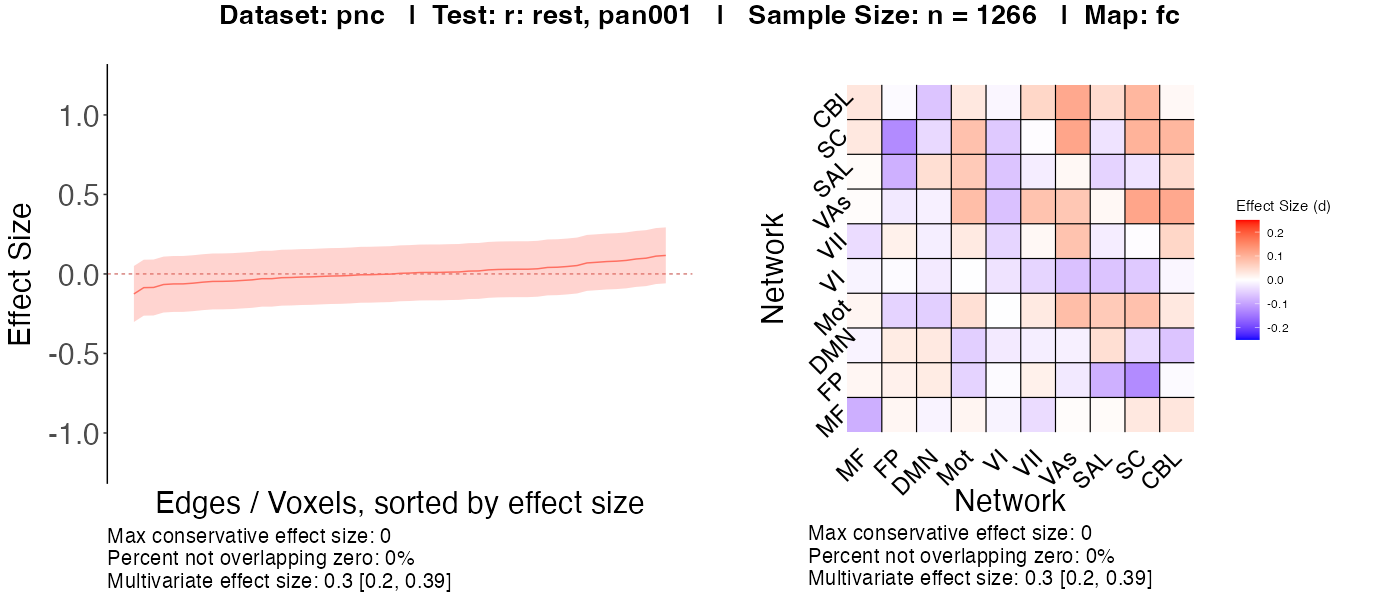 Dataset: pnc | Test: r: rest, pan001 | Sample Size: n = 1266 | Map: fc
Effect Size
1.0
0.5
0.0
-0.5
-1.0
Edges / Voxels, sorted by effect size
Max conservative effect size: 0
Percent not overlapping zero: 0%
Multivariate effect size: 0.3 [0.2, 0.39]
Network
CBL
SC
SAL
VAs
VII
VI
Mot
DMN
FP
MF
MF
FP
DMN
Mot
VI
VII
VAs
SAL
SC
CBL
Network
Max conservative effect size: 0
Percent not overlapping zero: 0%
Multivariate effect size: 0.3 [0.2, 0.39]
Effect Size (d)
0.2
0.1
0.0
-0.1
-0.2